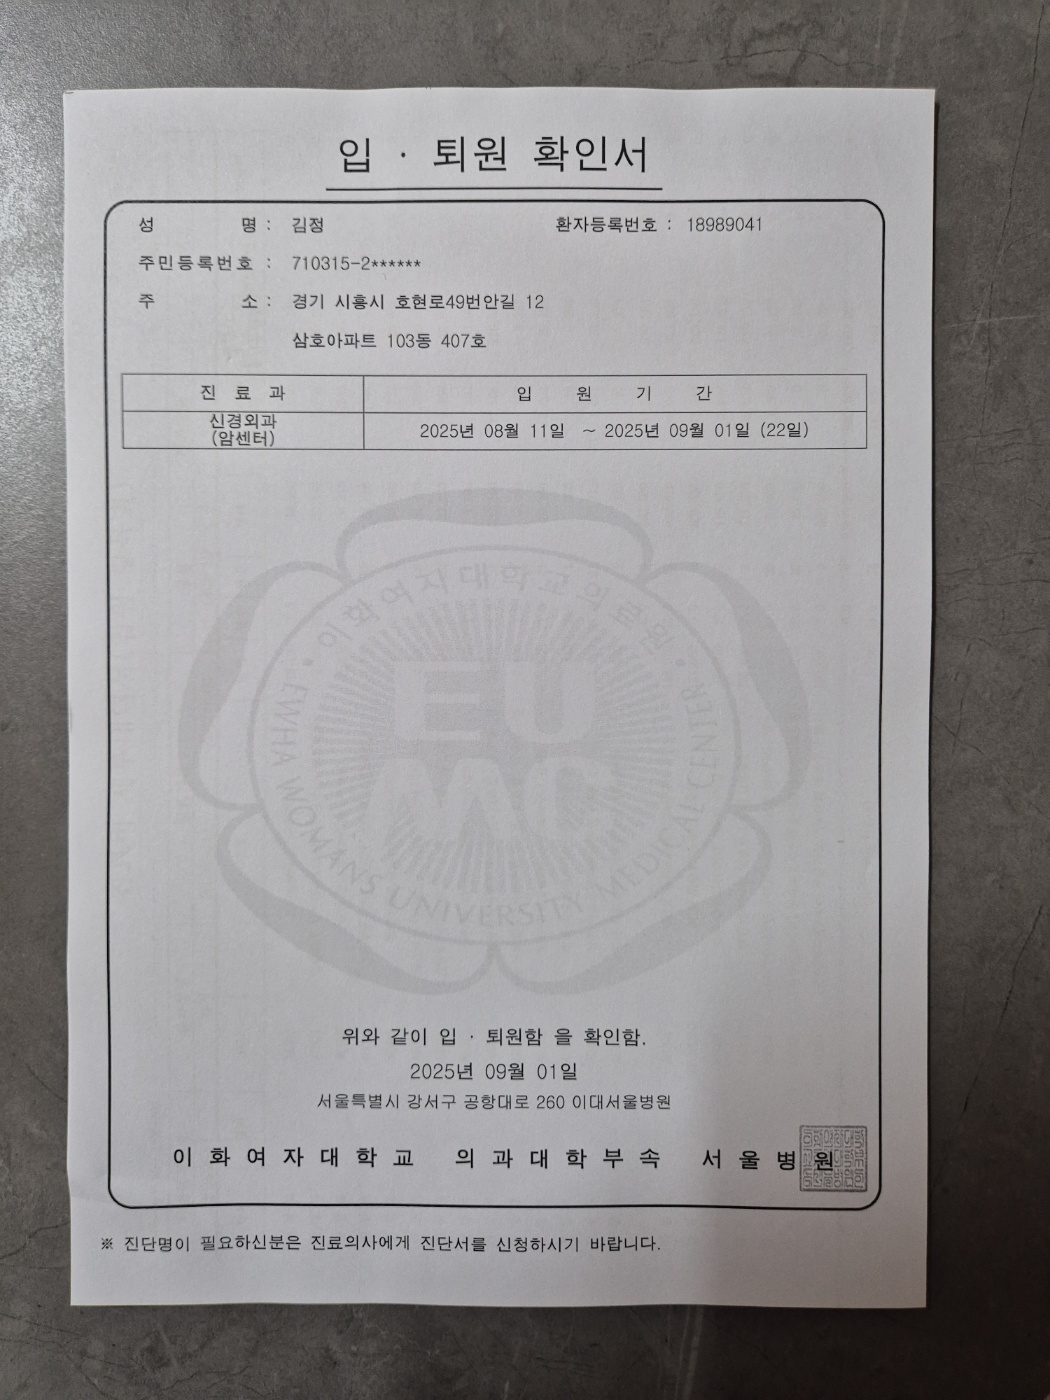 입 · 퇴원 확인서
성 명 : 김정 환자등록번호 : 18989041
주민등록번호 : 710315-2******
주 소 : 경기 시흥시 호현로49번안길 12
삼호아파트 103동 407호
진 료 과 입 원 기 간
신경외과
(암센터)
2025년 08월 11일 ~ 2025년 09월 01일 (22일)
이화여자대학교의료원
EUMC
EWHA WOMANS UNIVERSITY MEDICAL CENTER
위와 같이 입 · 퇴원함 을 확인함.
2025년 09월 01일
서울특별시 강서구 공항대로 260 이대서울병원
이 화 여 자 대 학 교 의 과 대 학 부 속 서 울 병 원
※ 진단명이 필요하신분은 진료의사에게 진단서를 신청하시기 바랍니다.